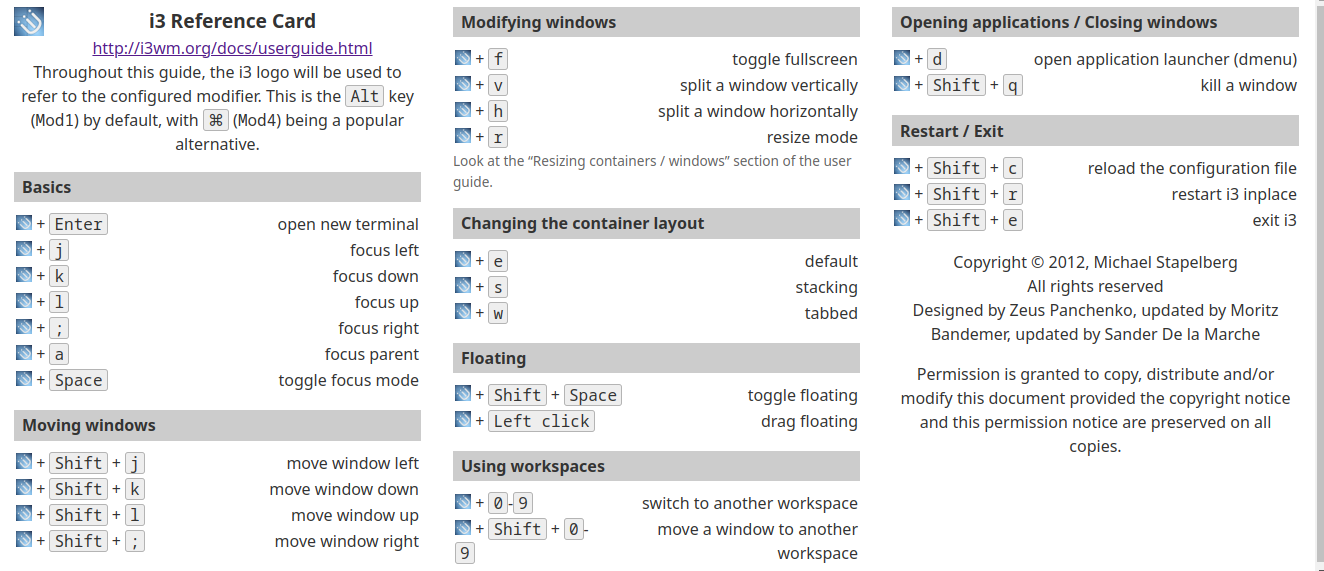 i3 Reference Card
http://i3wm.org/docs/userguide.html
Throughout this guide, the i3 logo will be used to
refer to the configured modifier. This is the Alt key
(Mod1) by default, with ⌘ (Mod4) being a popular
alternative.
Basics
+ Enter open new terminal
+ j focus left
+ k focus down
+ l focus up
+ ; focus right
+ a focus parent
+ Space toggle focus mode
Moving windows
+ Shift + j move window left
+ Shift + k move window down
+ Shift + l move window up
+ Shift + ; move window right
Modifying windows
+ f toggle fullscreen
+ v split a window vertically
+ h split a window horizontally
+ r resize mode
Look at the “Resizing containers / windows” section of the user
guide.
Changing the container layout
+ e default
+ s stacking
+ w tabbed
Floating
+ Shift + Space toggle floating
+ Left click drag floating
Using workspaces
+ 0-9 switch to another workspace
+ Shift + 0- move a window to another
9 workspace
Opening applications / Closing windows
+ d open application launcher (dmenu)
+ Shift + q kill a window
Restart / Exit
+ Shift + c reload the configuration file
+ Shift + r restart i3 inplace
+ Shift + e exit i3
Copyright © 2012, Michael Stapelberg
All rights reserved
Designed by Zeus Panchenko, updated by Moritz
Bandemer, updated by Sander De la Marche
Permission is granted to copy, distribute and/or
modify this document provided the copyright notice
and this permission notice are preserved on all
copies.